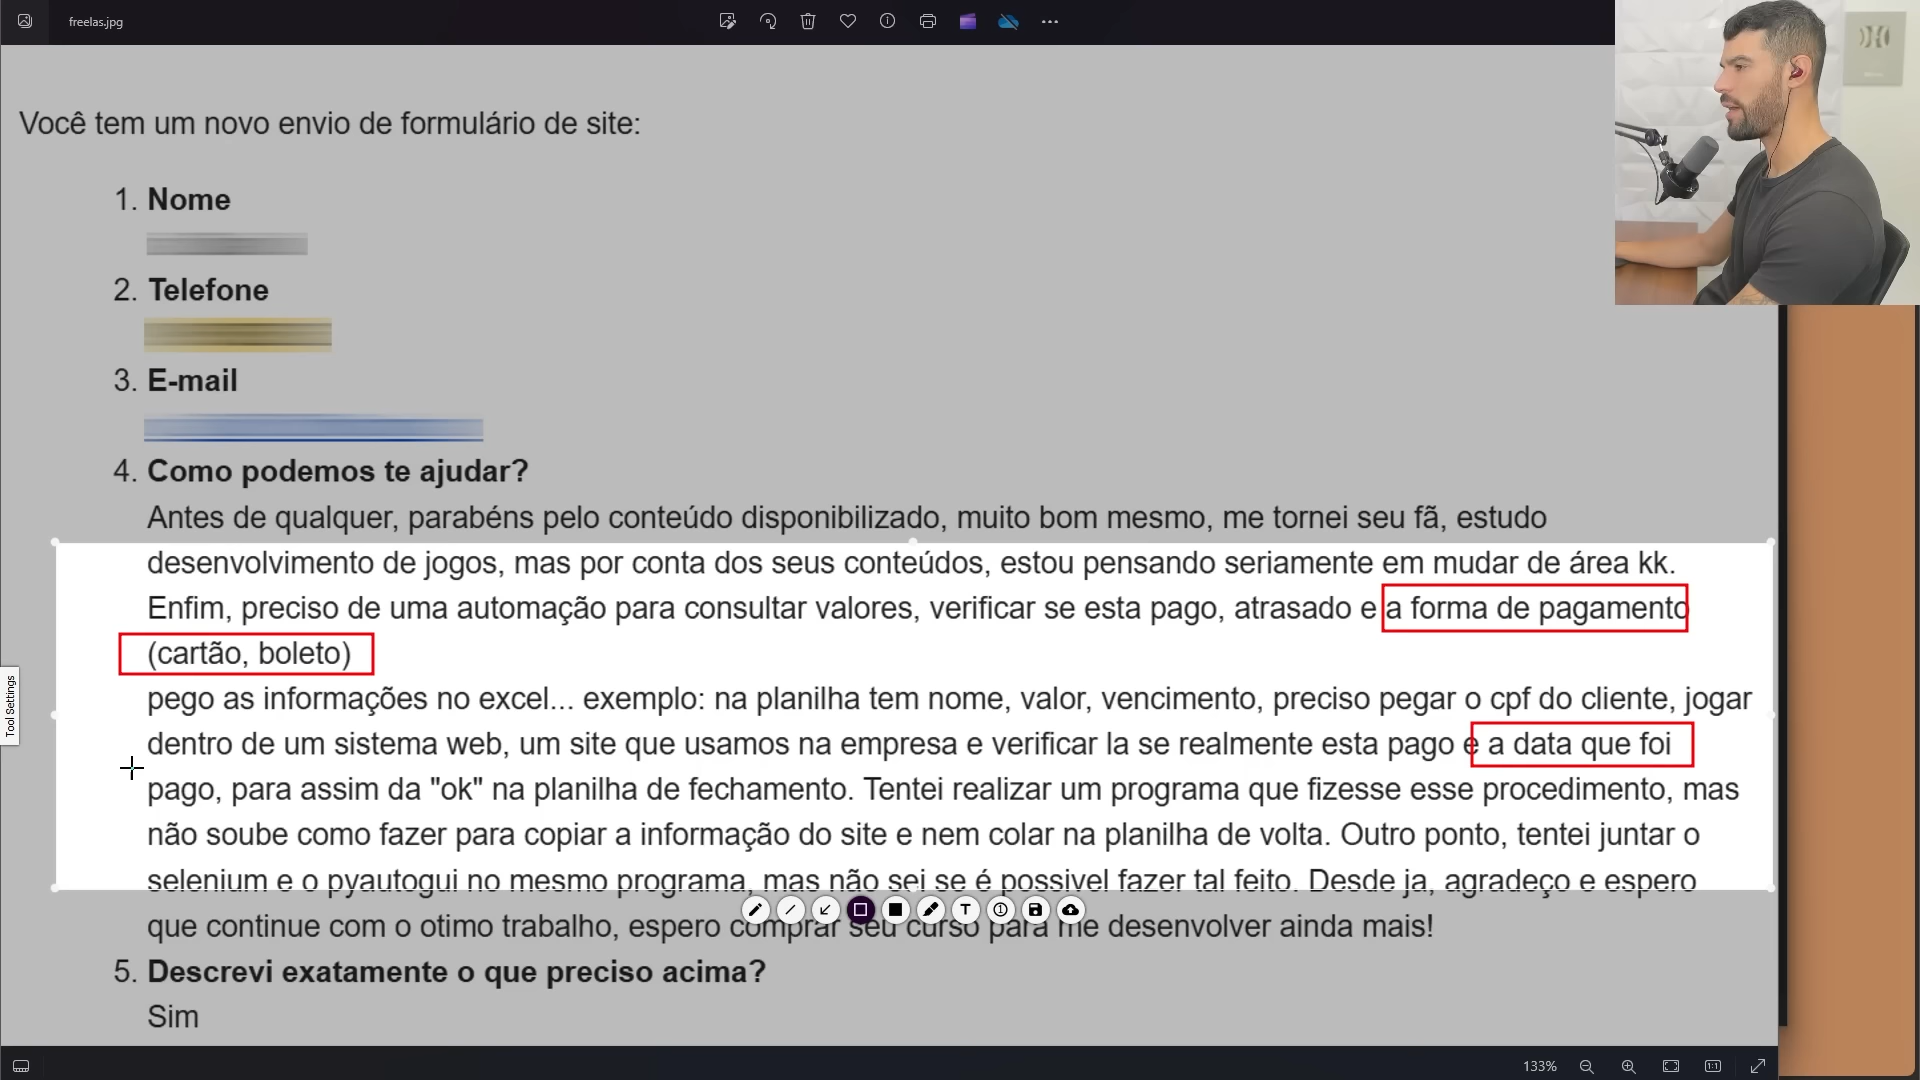 freelas.jpg
Você tem um novo envio de formulário de site:
1. Nome
2. Telefone
3. E-mail
4. Como podemos te ajudar?
Antes de qualquer, parabéns pelo conteúdo disponibilizado, muito bom mesmo, me tornei seu fã, estudo
desenvolvimento de jogos, mas por conta dos seus conteúdos, estou pensando seriamente em mudar de área kk.
Enfim, preciso de uma automação para consultar valores, verificar se esta pago, atrasado e a forma de pagamento
(cartão, boleto)
pego as informações no excel... exemplo: na planilha tem nome, valor, vencimento, preciso pegar o cpf do cliente, jogar
dentro de um sistema web, um site que usamos na empresa e verificar la se realmente esta pago e a data que foi
pago, para assim da "ok" na planilha de fechamento. Tentei realizar um programa que fizesse esse procedimento, mas
não soube como fazer para copiar a informação do site e nem colar na planilha de volta. Outro ponto, tentei juntar o
selenium e o pyautogui no mesmo programa, mas não sei se é possivel fazer tal feito. Desde ja, agradeço e espero
que continue com o otimo trabalho, espero comprar seu curso para me desenvolver ainda mais!
5. Descrevi exatamente o que preciso acima?
Sim
Tool Settings
133%